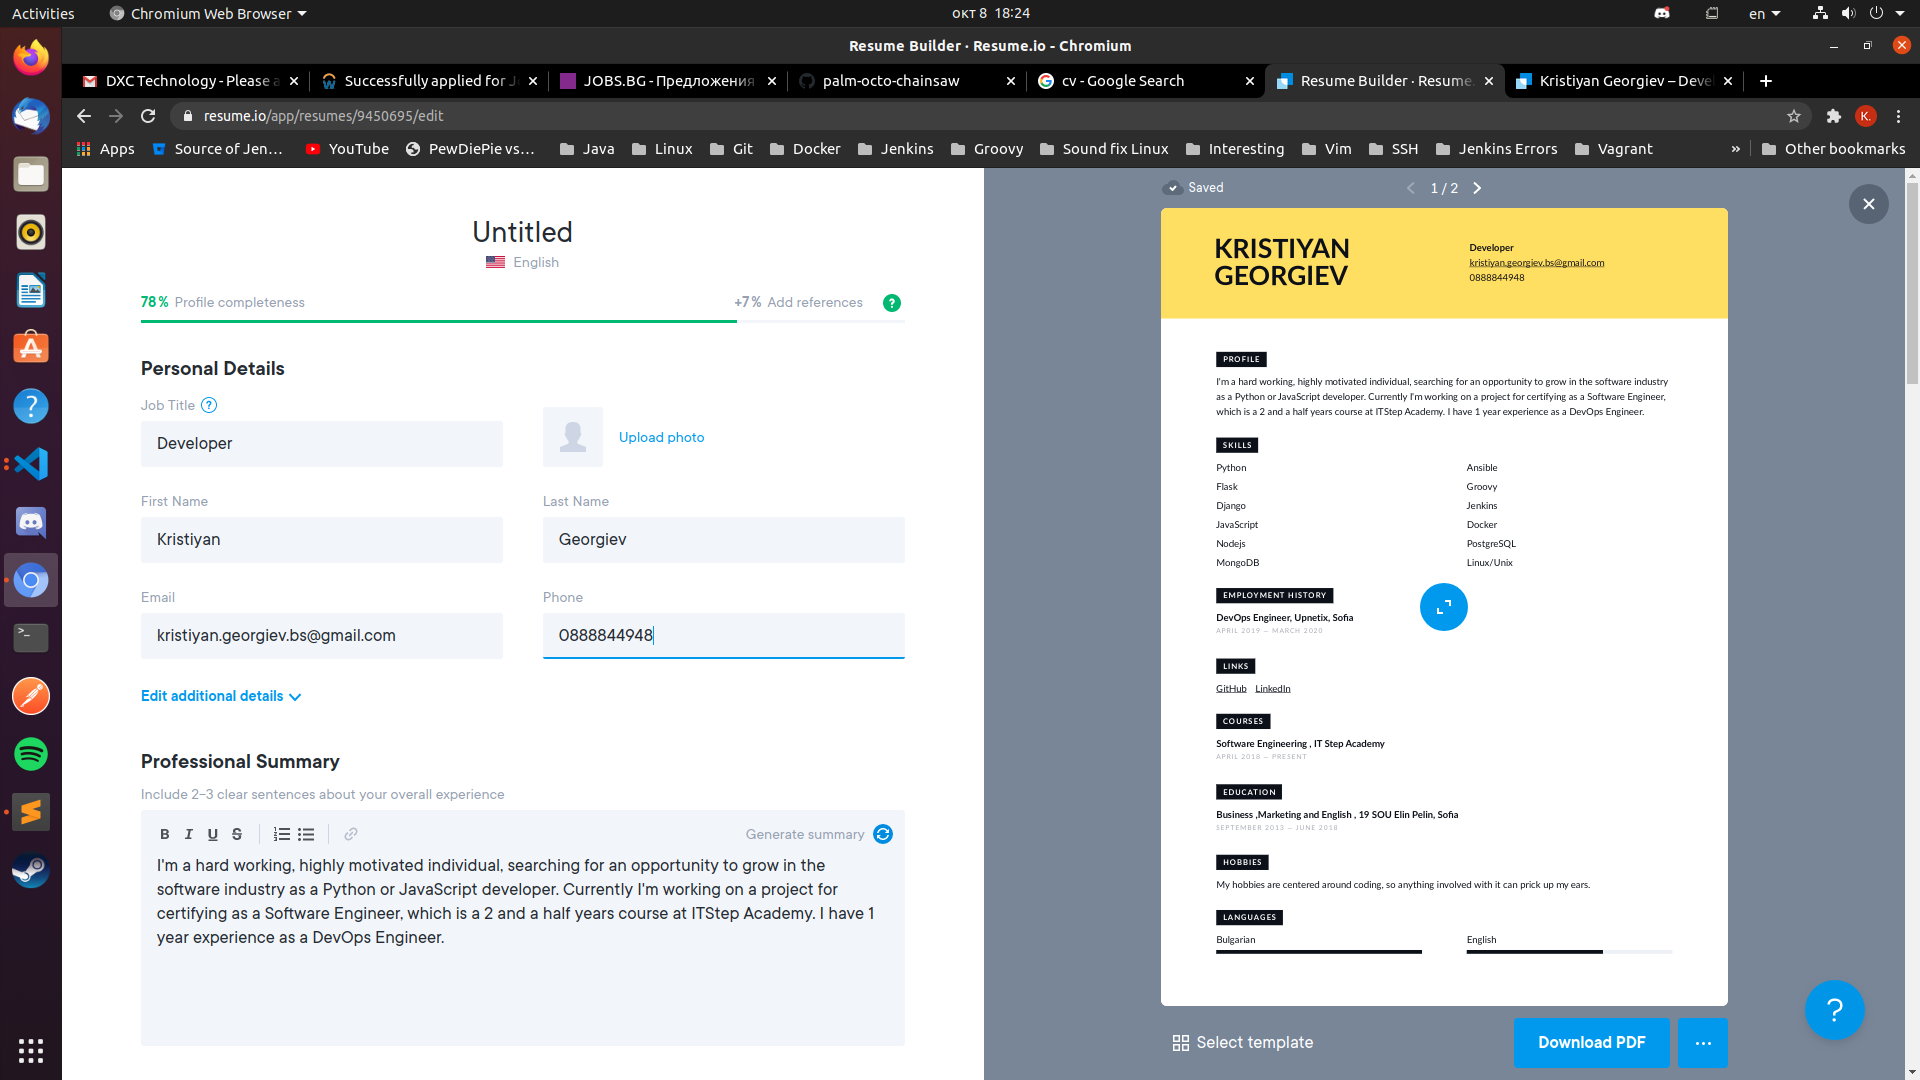 Activities
Chromium Web Browser
окт 8 18:24
en
Resume Builder · Resume.io - Chromium
DXC Technology - Please a
Successfully applied for J
JOBS.BG - Предложения
palm-octo-chainsaw
cv - Google Search
Resume Builder · Resume.
Kristiyan Georgiev – Deve
resume.io/app/resumes/9450695/edit
K.
Apps
Source of Jen...
YouTube
PewDiePie vs...
Java
Linux
Git
Docker
Jenkins
Groovy
Sound fix Linux
Interesting
Vim
SSH
Jenkins Errors
Vagrant
»
Other bookmarks
Untitled
English
78% Profile completeness
+7% Add references
?
Personal Details
Job Title ?
Developer
Upload photo
First Name
Kristiyan
Last Name
Georgiev
Email
kristiyan.georgiev.bs@gmail.com
Phone
0888844948
Edit additional details
Professional Summary
Include 2-3 clear sentences about your overall experience
B I U S
Generate summary
I'm a hard working, highly motivated individual, searching for an opportunity to grow in the
software industry as a Python or JavaScript developer. Currently I'm working on a project for
certifying as a Software Engineer, which is a 2 and a half years course at ITStep Academy. I have 1
year experience as a DevOps Engineer.
Saved
1 / 2
KRISTIYAN
GEORGIEV
Developer
kristiyan.georgiev.bs@gmail.com
0888844948
PROFILE
I'm a hard working, highly motivated individual, searching for an opportunity to grow in the software industry
as a Python or JavaScript developer. Currently I'm working on a project for certifying as a Software Engineer,
which is a 2 and a half years course at ITStep Academy. I have 1 year experience as a DevOps Engineer.
SKILLS
Python
Ansible
Flask
Groovy
Django
Jenkins
JavaScript
Docker
Nodejs
PostgreSQL
MongoDB
Linux/Unix
EMPLOYMENT HISTORY
DevOps Engineer, Upnetix, Sofia
APRIL 2019 — MARCH 2020
LINKS
GitHub LinkedIn
COURSES
Software Engineering , IT Step Academy
APRIL 2018 — PRESENT
EDUCATION
Business ,Marketing and English , 19 SOU Elin Pelin, Sofia
SEPTEMBER 2013 — JUNE 2018
HOBBIES
My hobbies are centered around coding, so anything involved with it can prick up my ears.
LANGUAGES
Bulgarian
English
Select template
Download PDF
...
?